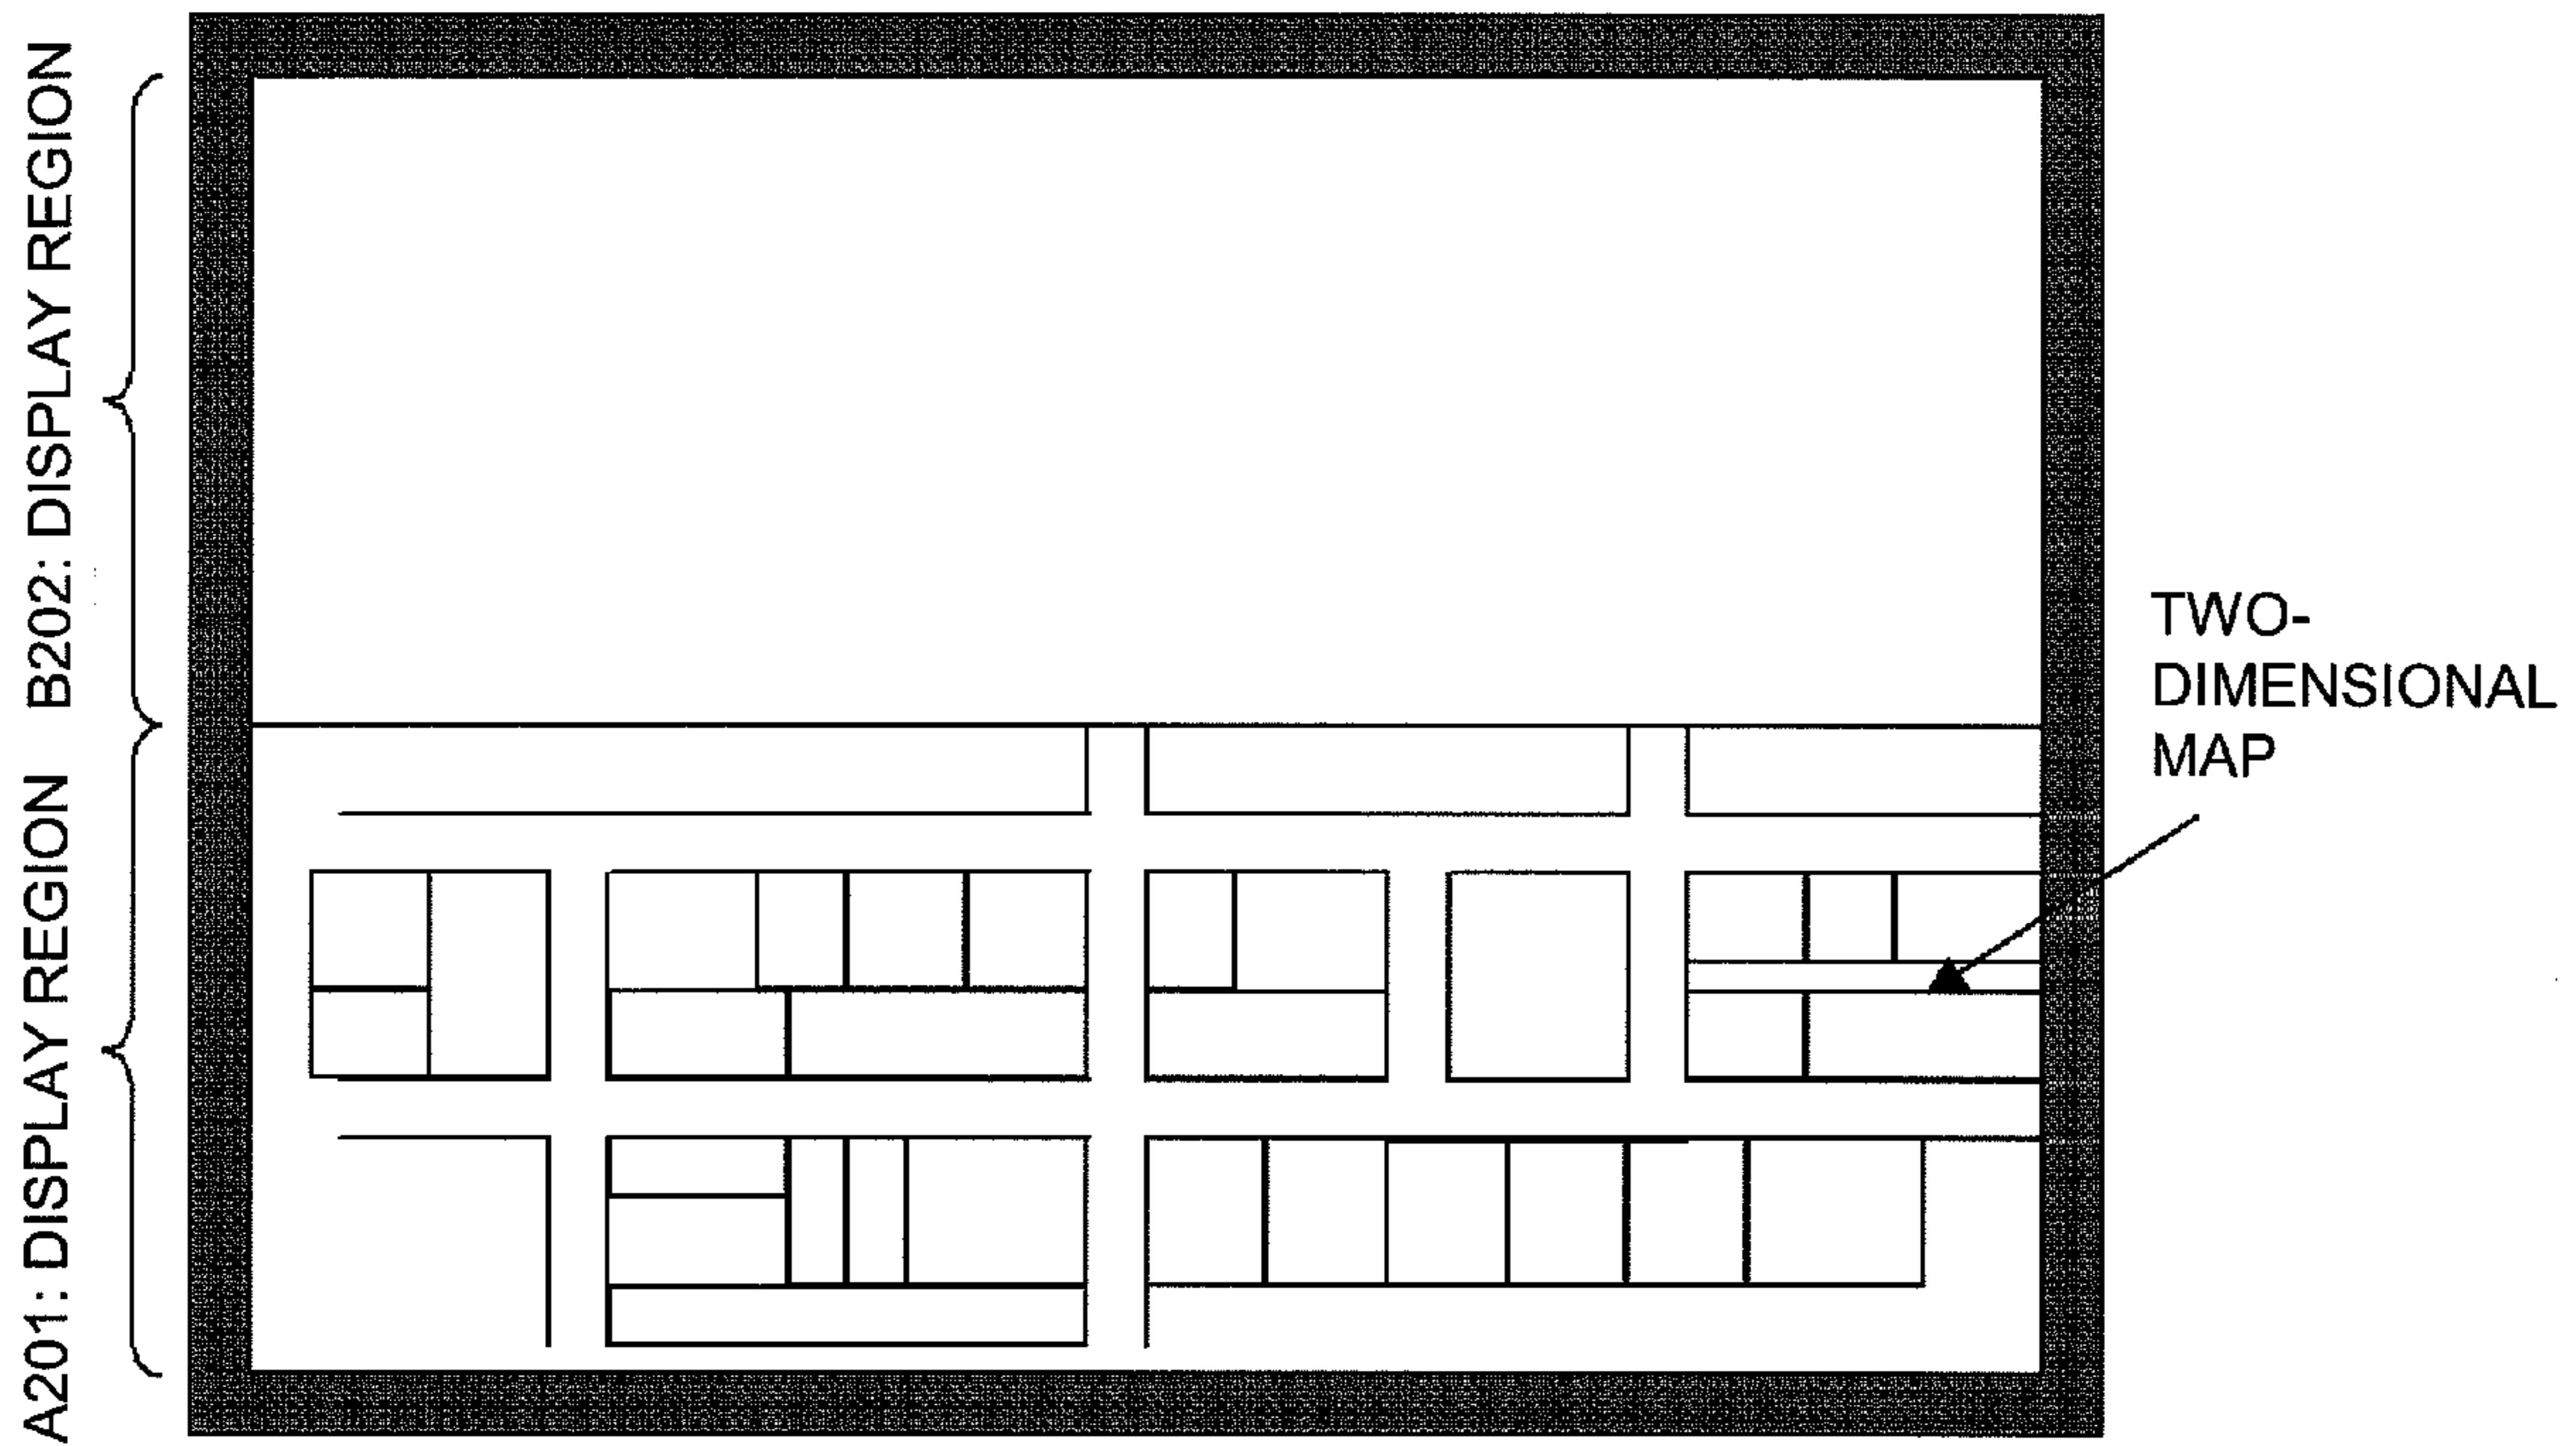 B202: DISPLAY REGION
A201: DISPLAY REGION
TWO-
DIMENSIONAL
MAP